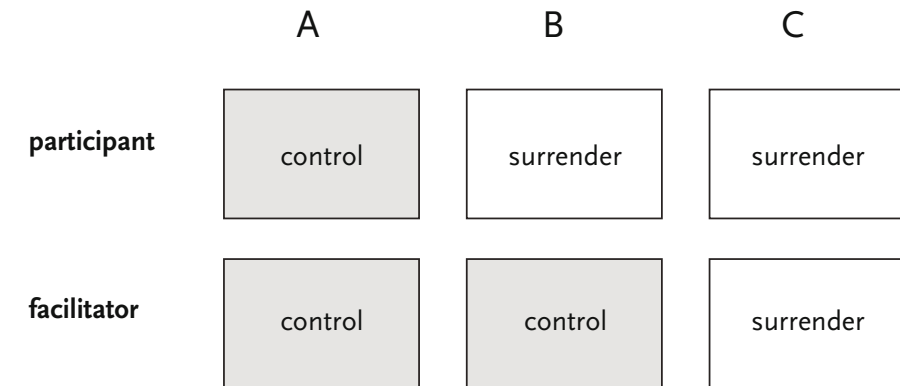 A B C
participant control surrender surrender
facilitator control control surrender